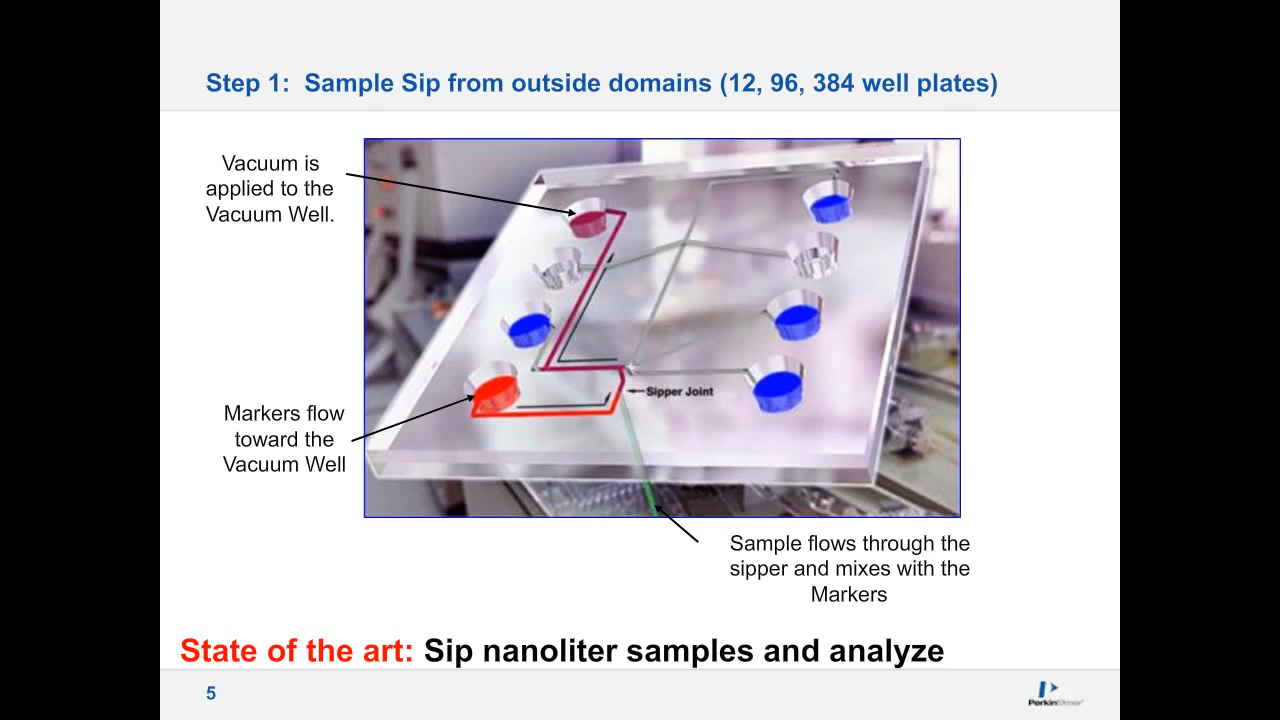 Step 1:  Sample Sip from outside domains (12, 96, 384 well plates)
Vacuum is
applied to the
Vacuum Well.
Sipper Joint
Markers flow
toward the
Vacuum Well
Sample flows through the
sipper and mixes with the
Markers
State of the art: Sip nanoliter samples and analyze
5
PerkinElmer